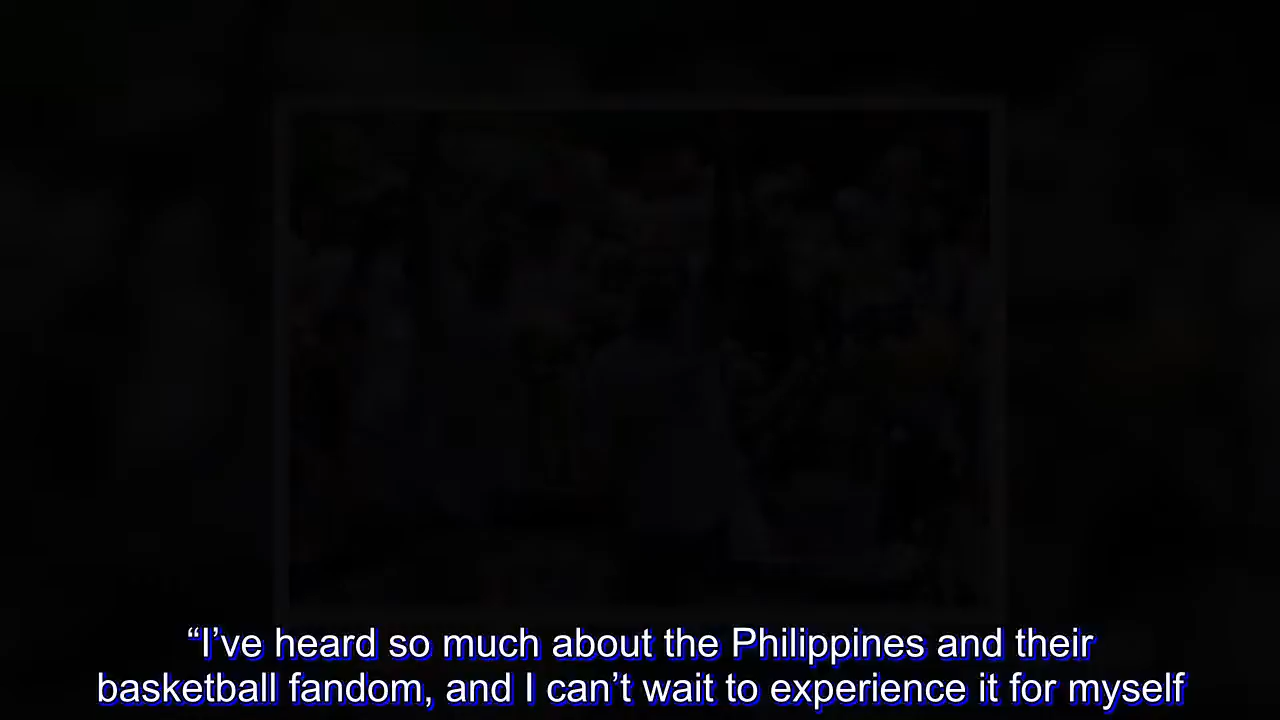 “I’ve heard so much about the Philippines and their
basketball fandom, and I can’t wait to experience it for myself